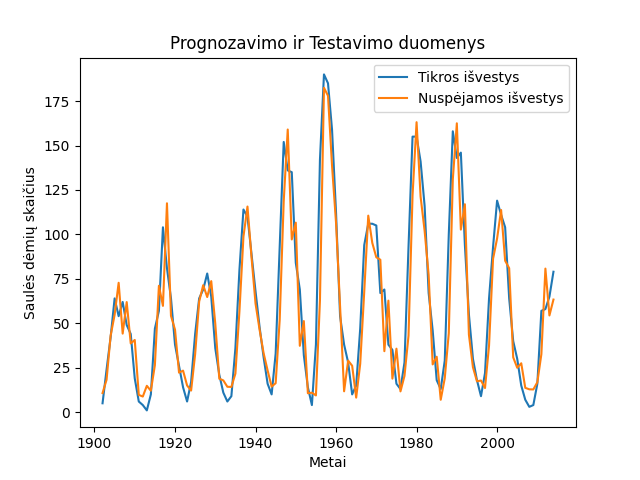 Prognozavimo ir Testavimo duomenys
Tikros išvestys
Nuspėjamos išvestys
Saulės dėmių skaičius
175
150
125
100
75
50
25
0
1900 1920 1940 1960 1980 2000
Metai